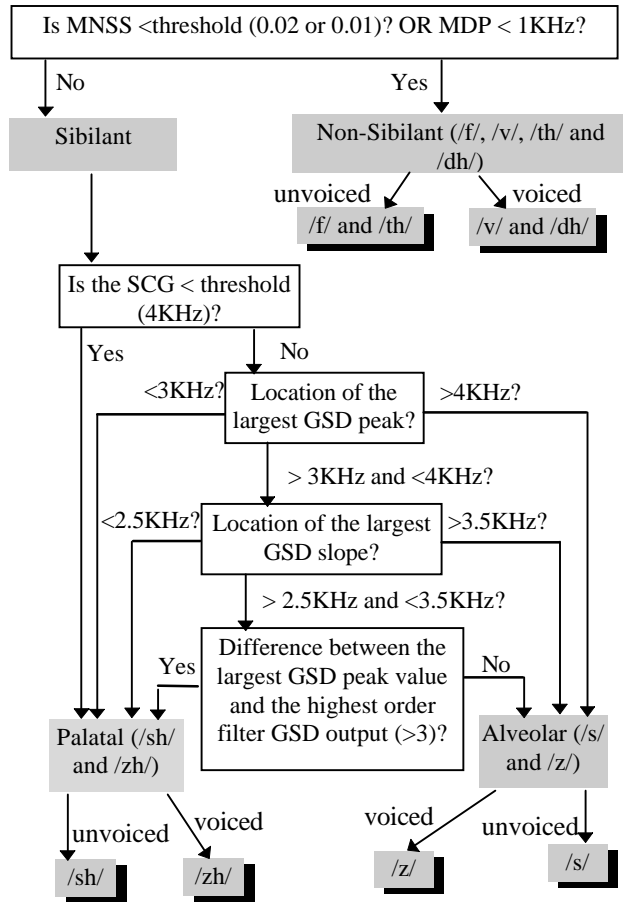 Is MNSS <threshold (0.02 or 0.01)? OR MDP < 1KHz?
No
Yes
Sibilant
Non-Sibilant (/f/, /v/, /th/ and
/dh/)
unvoiced
voiced
/f/ and /th/
/v/ and /dh/
Is the SCG < threshold
(4KHz)?
Yes
No
<3KHz?
Location of the
largest GSD peak?
>4KHz?
> 3KHz and <4KHz?
<2.5KHz?
Location of the largest
GSD slope?
>3.5KHz?
> 2.5KHz and <3.5KHz?
Yes
Difference between the
largest GSD peak value
and the highest order
filter GSD output (>3)?
No
Palatal (/sh/
and /zh/)
Alveolar (/s/
and /z/)
unvoiced
voiced
voiced
unvoiced
/sh/
/zh/
/z/
/s/